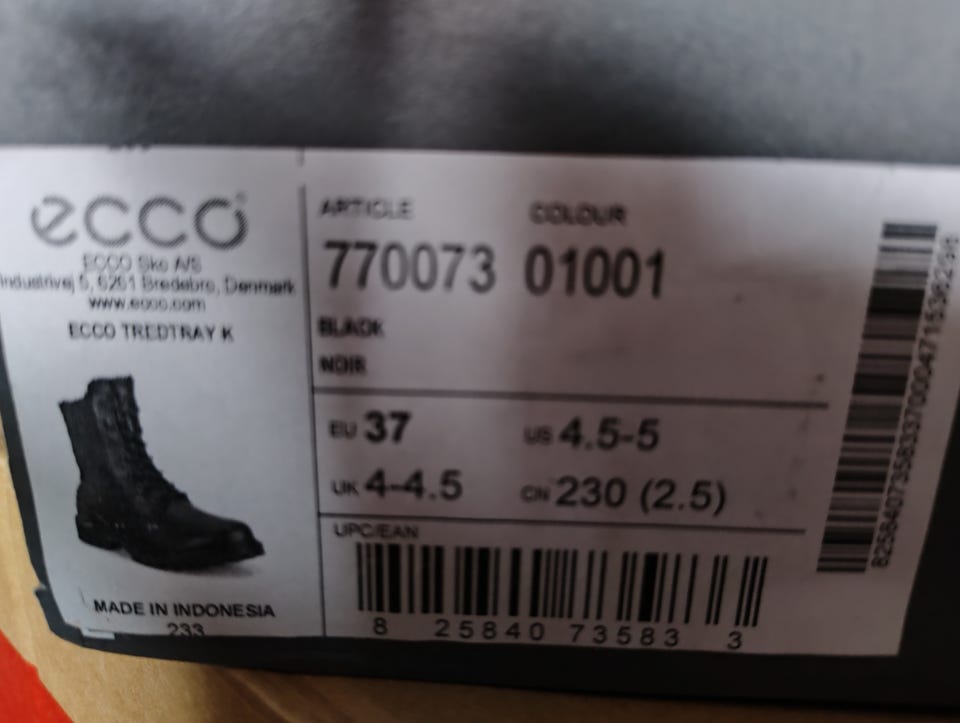 ecco
ECCO Sko A/S
Industrivej 5, 6261 Bredebro, Denmark
www.ecco.com
ECCO TREDTRAY K
MADE IN INDONESIA
233
ARTICLE COLOUR
770073 01001
BLACK
NOIR
EU 37 US 4.5-5
UK 4-4.5 CN 230 (2.5)
UPC/EAN
8 25840 73583 3